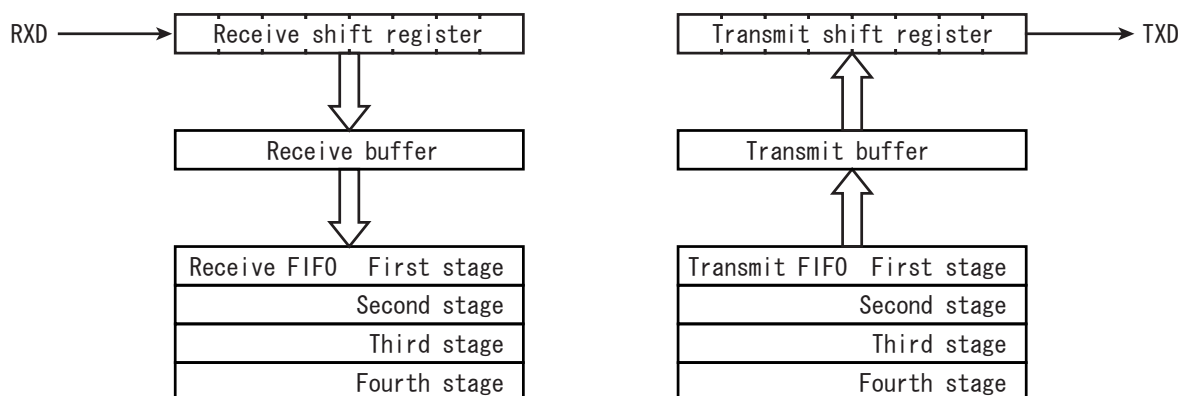 RXD
Receive shift register
Transmit shift register
TXD
Receive buffer
Transmit buffer
Receive FIFO First stage
Second stage
Third stage
Fourth stage
Transmit FIFO First stage
Second stage
Third stage
Fourth stage